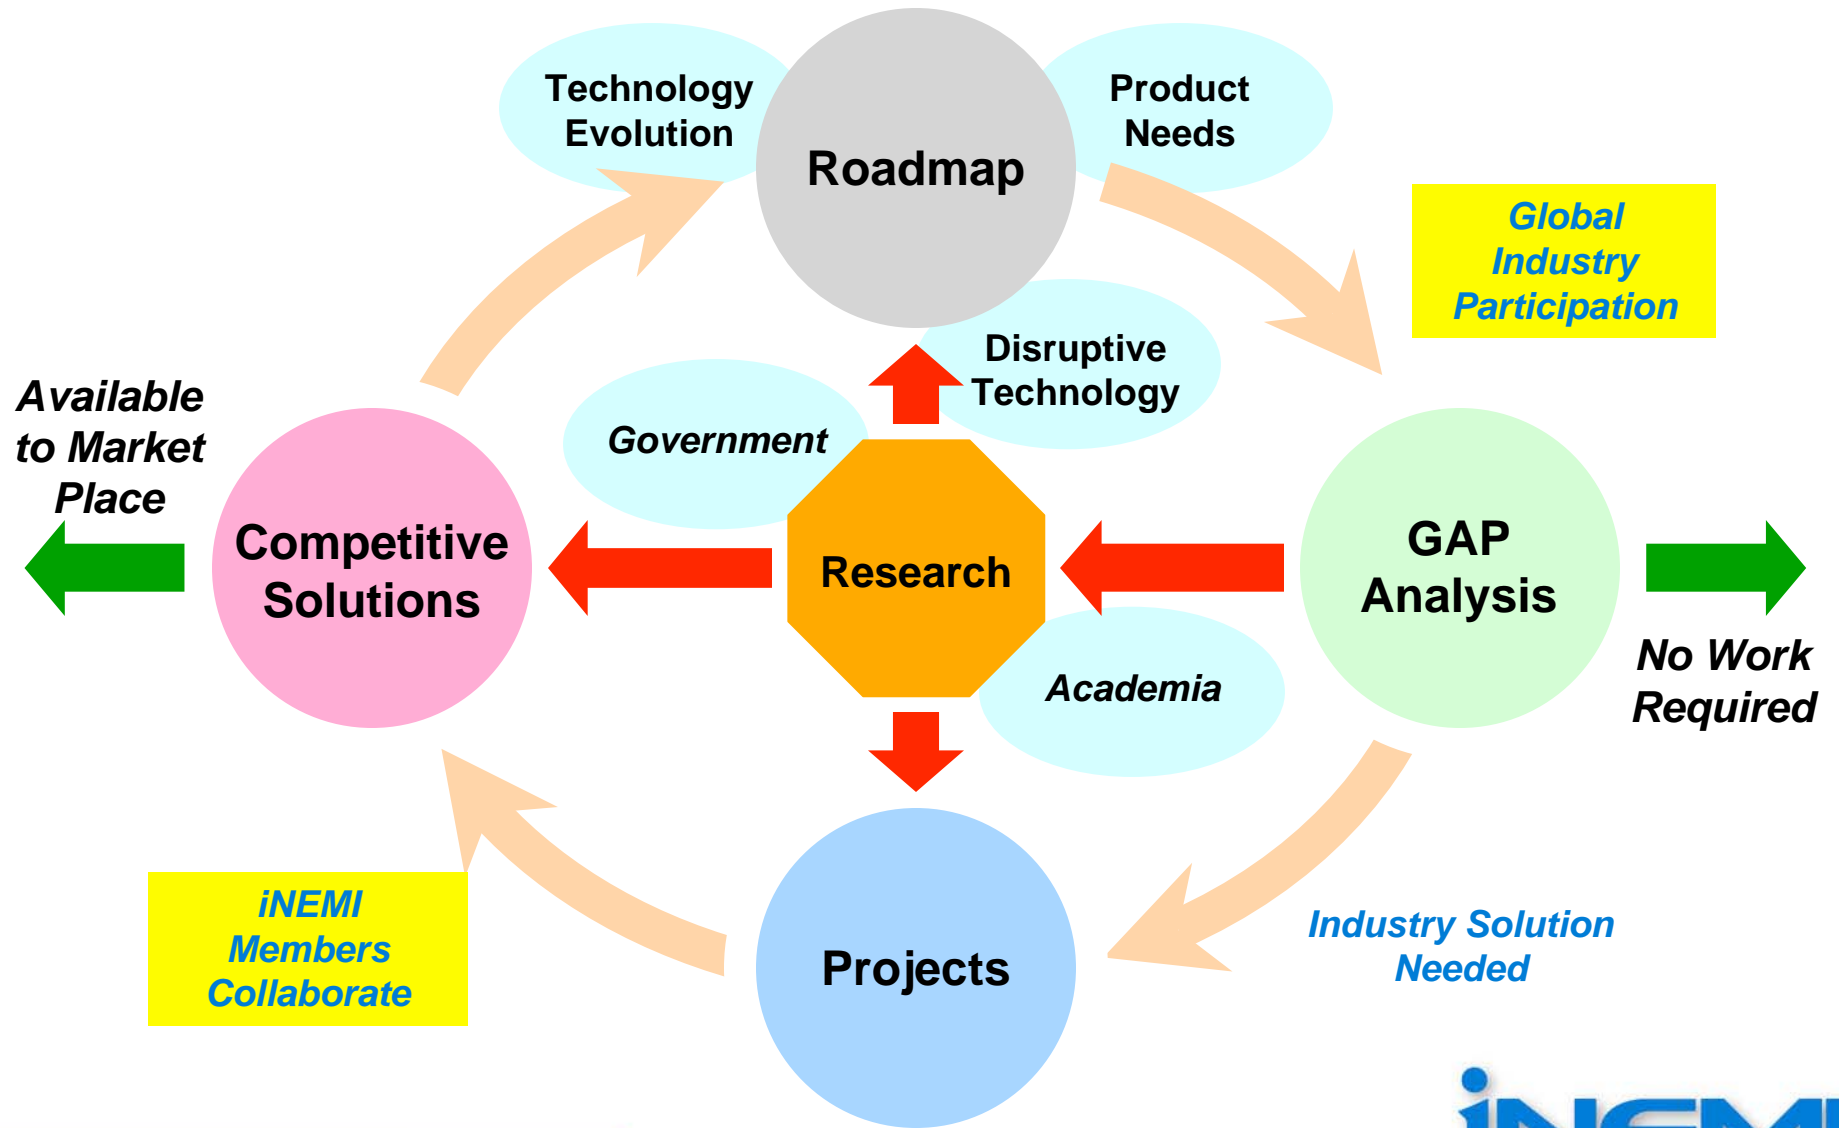 Technology
Evolution
Roadmap
Product
Needs
Global
Industry
Participation
Disruptive
Technology
Available
to Market
Place
Government
Competitive
Solutions
Research
GAP
Analysis
No Work
Required
Academia
iNEMI
Members
Collaborate
Projects
Industry Solution
Needed
iNEMI